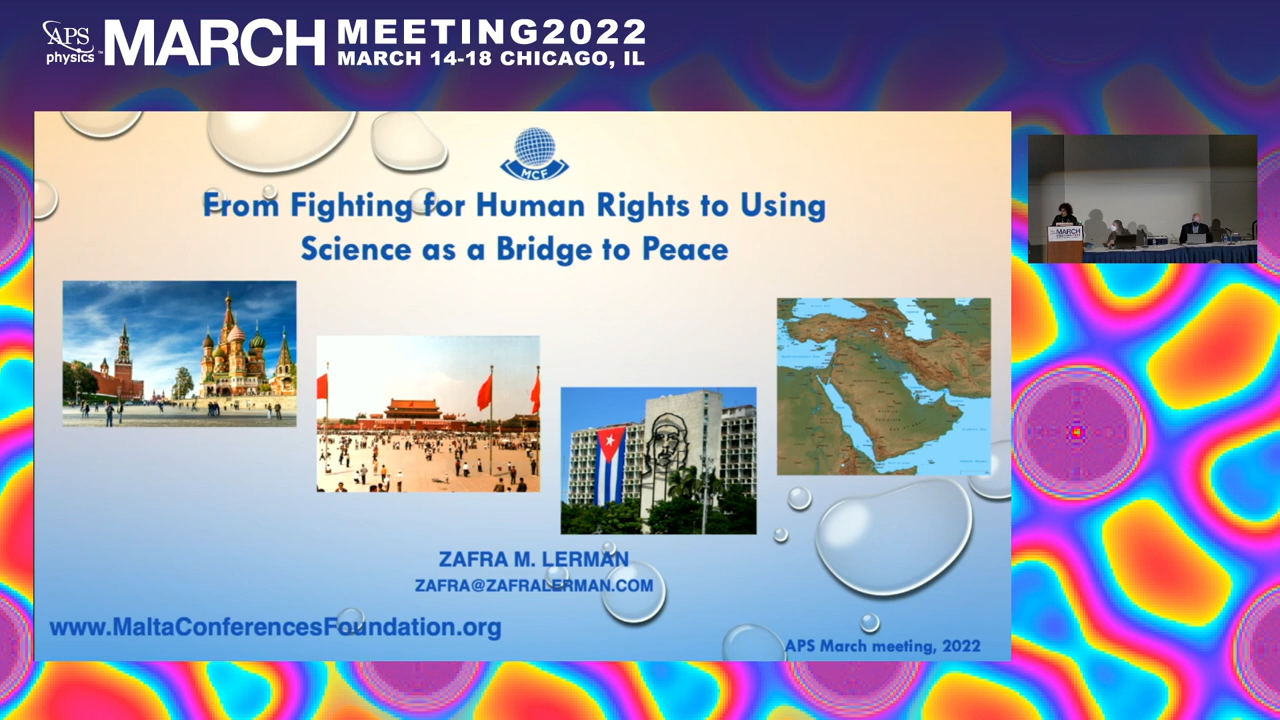 APS
physics
MARCH
MEETING2022
MARCH 14-18 CHICAGO, IL
MCF
From Fighting for Human Rights to Using
Science as a Bridge to Peace
MARCH
ZAFRA M. LERMAN
ZAFRA@ZAFRALERMAN.COM
www.MaltaConferencesFoundation.org
APS March meeting, 2022